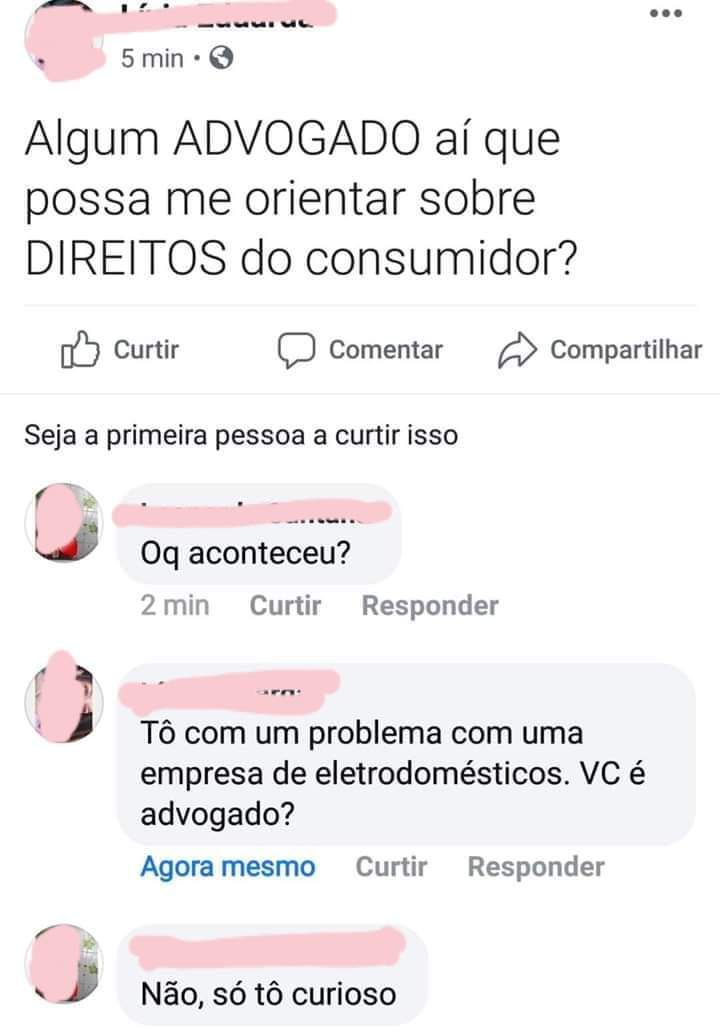 5 min
Algum ADVOGADO aí que
possa me orientar sobre
DIREITOS do consumidor?
Curtir Comentar Compartilhar
Seja a primeira pessoa a curtir isso
Oq aconteceu?
2 min Curtir Responder
Tô com um problema com uma
empresa de eletrodomésticos. VC é
advogado?
Agora mesmo Curtir Responder
Não, só tô curioso